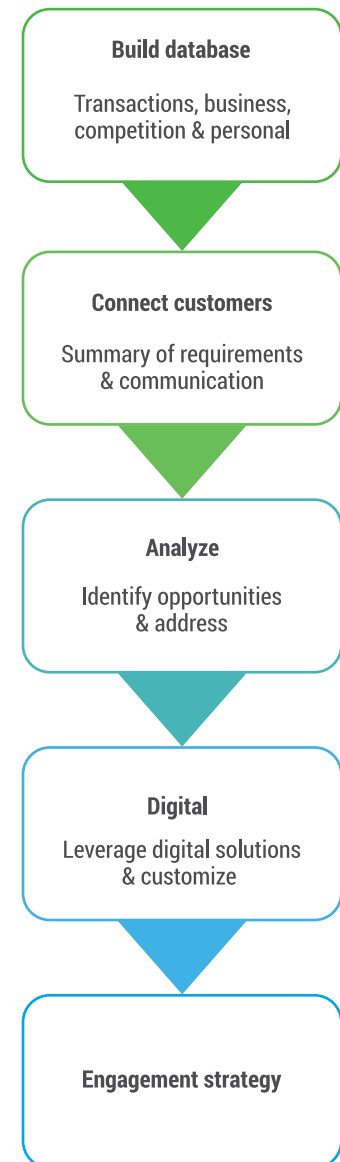 Build database
Transactions, business,
competition & personal
Connect customers
Summary of requirements
& communication
Analyze
Identify opportunities
& address
Digital
Leverage digital solutions
& customize
Engagement strategy